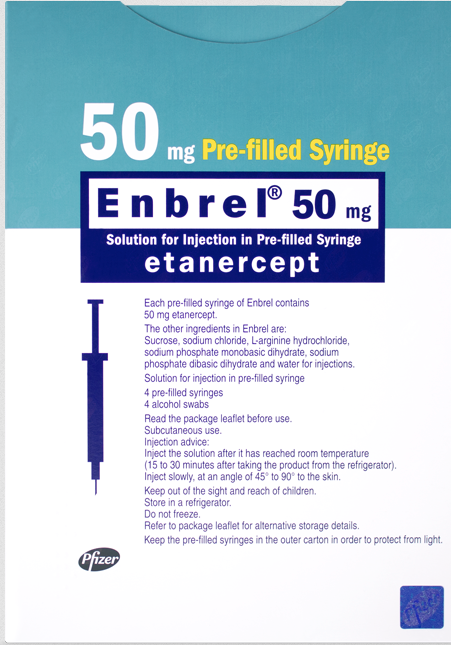 50 mg Pre-filled Syringe
Enbrel® 50 mg
Solution for Injection in Pre-filled Syringe
etanercept
Each pre-filled syringe of Enbrel contains
50 mg etanercept.
The other ingredients in Enbrel are:
Sucrose, sodium chloride, L-arginine hydrochloride,
sodium phosphate monobasic dihydrate, sodium
phosphate dibasic dihydrate and water for injections.
Solution for injection in pre-filled syringe
4 pre-filled syringes
4 alcohol swabs
Read the package leaflet before use.
Subcutaneous use.
Injection advice:
Inject the solution after it has reached room temperature
(15 to 30 minutes after taking the product from the refrigerator).
Inject slowly, at an angle of 45° to 90° to the skin.
Keep out of the sight and reach of children.
Store in a refrigerator.
Do not freeze.
Refer to package leaflet for alternative storage details.
Keep the pre-filled syringes in the outer carton in order to protect from light.
Pfizer
Pfizer